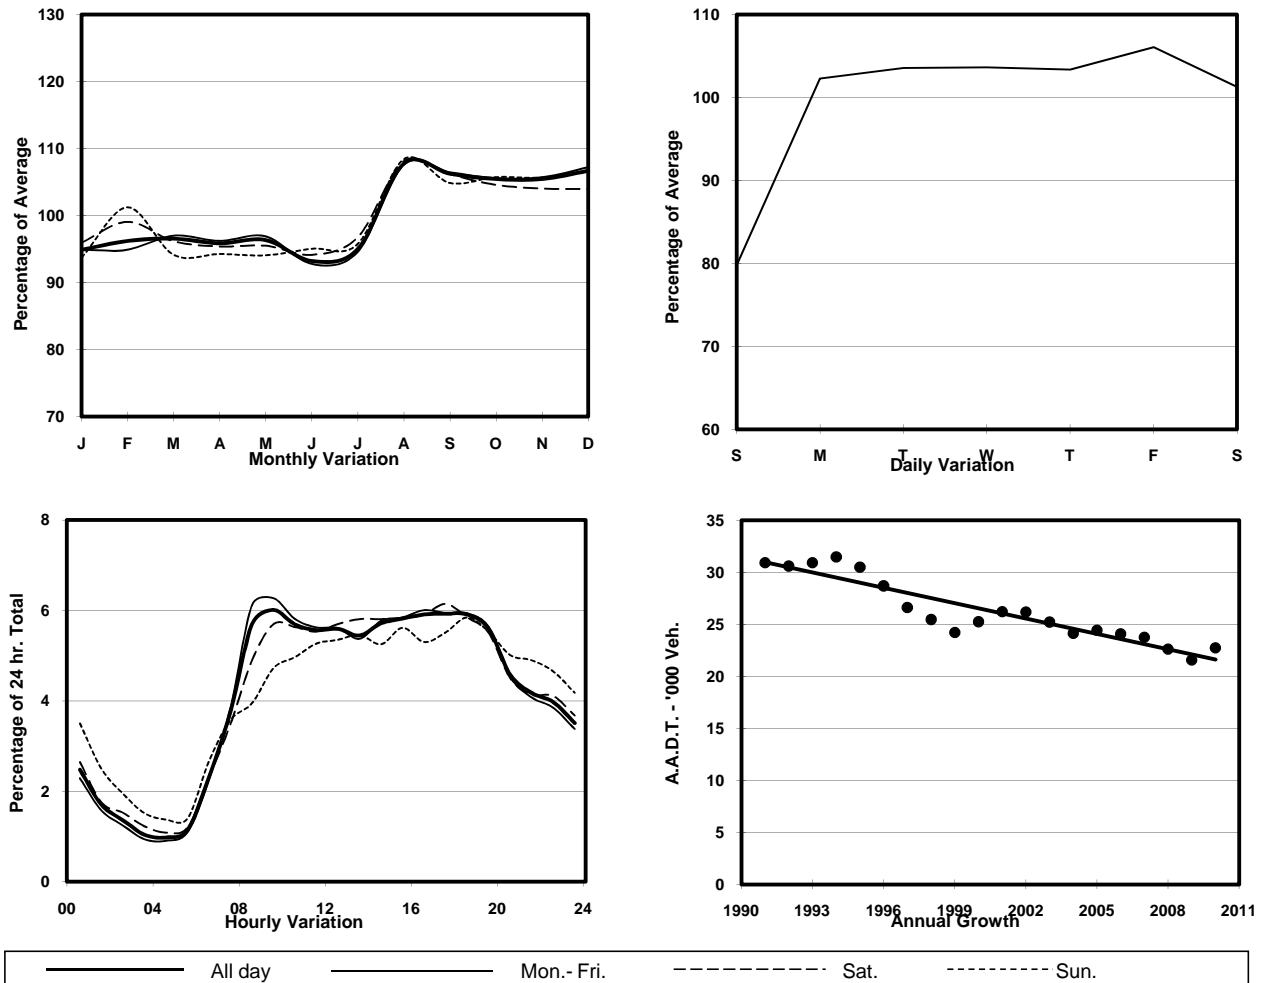 130
120
110
100
90
80
70
Percentage of Average
J F M A M J J A S O N D
Monthly Variation
110
100
90
80
70
60
Percentage of Average
S M T W T F S
Daily Variation
8
6
4
2
0
Percentage of 24 hr. Total
00 04 08 12 16 20 24
Hourly Variation
35
30
25
20
15
10
5
0
A.A.D.T. - '000 Veh.
1990 1993 1996 1999 2002 2005 2008 2011
Annual Growth
All day Mon.- Fri. Sat. Sun.